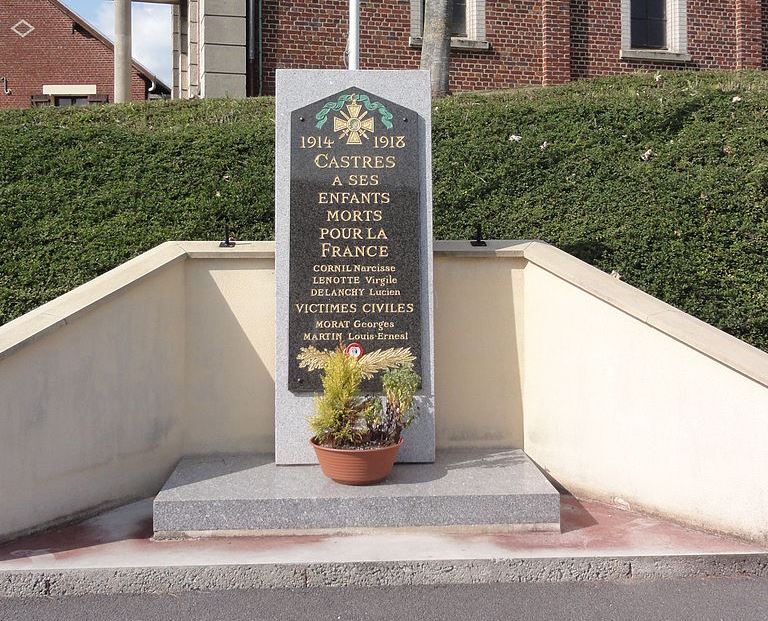 1914 1918
CASTRES
A SES
ENFANTS
MORTS
POUR LA
FRANCE
CORNIL Narcisse
LENOTTE Virgile
DELANCHY Lucien
VICTIMES CIVILES
MORAT Georges
MARTIN Louis-Ernest